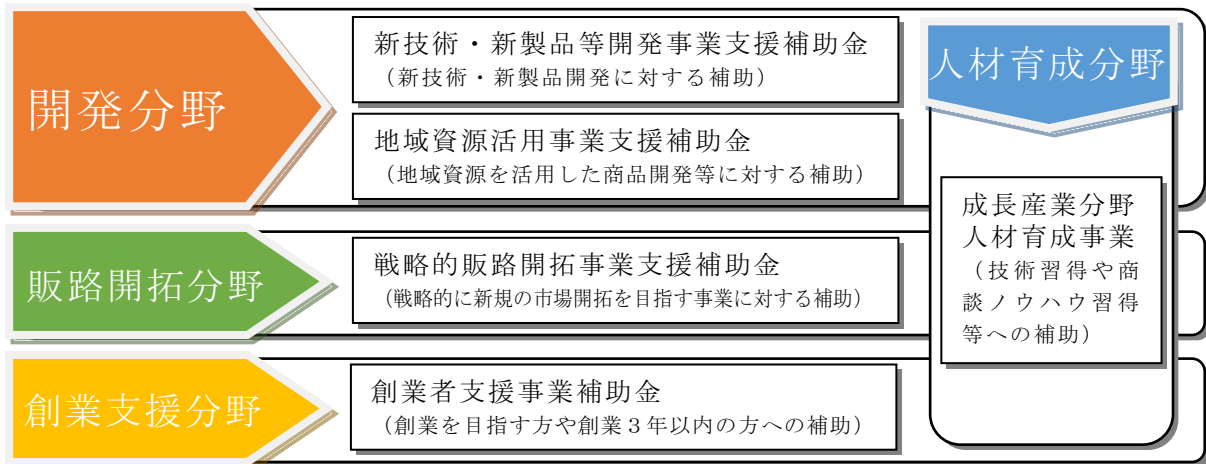 開発分野
新技術・新製品等開発事業支援補助金
（新技術・新製品開発に対する補助）
地域資源活用事業支援補助金
（地域資源を活用した商品開発等に対する補助）
販路開拓分野
戦略的販路開拓事業支援補助金
（戦略的に新規の市場開拓を目指す事業に対する補助）
創業支援分野
創業者支援事業補助金
（創業を目指す方や創業３年以内の方への補助）
人材育成分野
成長産業分野
人材育成事業
（技術習得や商
談ノウハウ習得
等への補助）